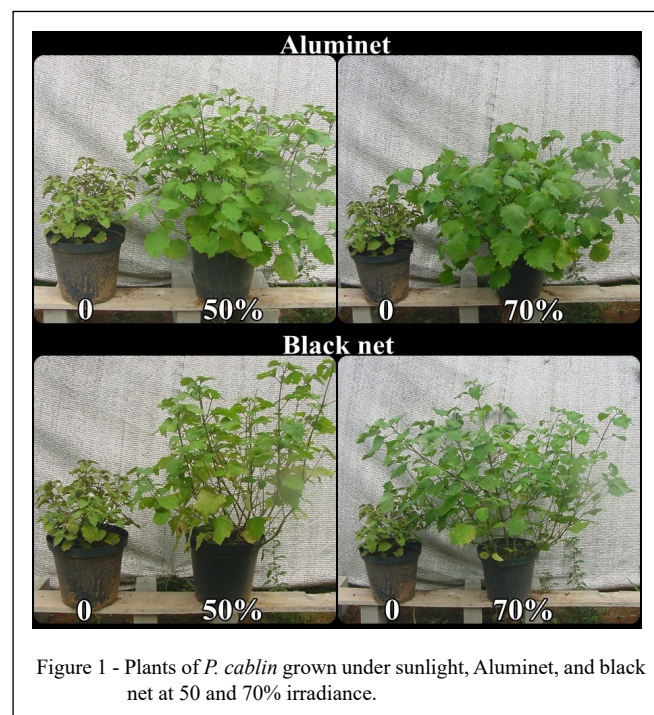 Aluminet
0 50% 0 70%
Black net
0 50% 0 70%
Figure 1 - Plants of P. cablin grown under sunlight, Aluminet, and black
net at 50 and 70% irradiance.